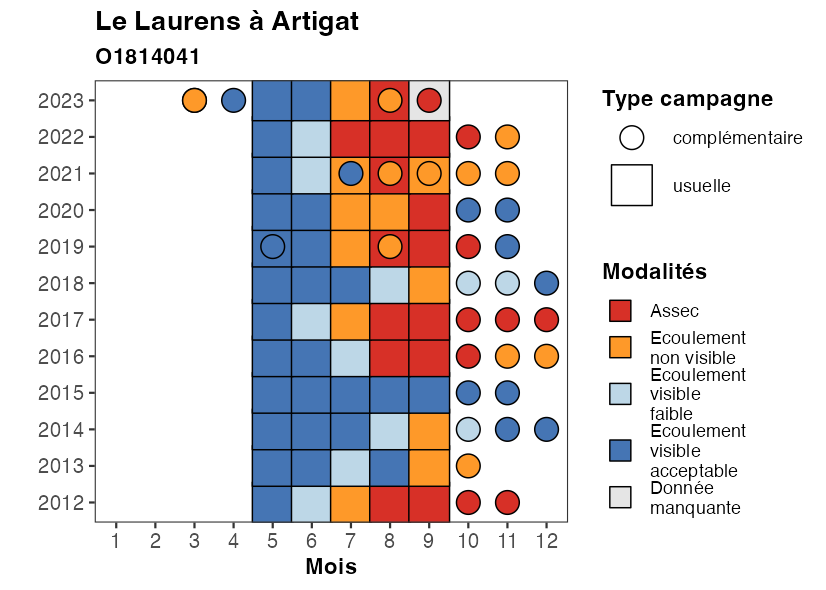 Le Laurens à Artigat
O1814041
2023
2022
2021
2020
2019
2018
2017
2016
2015
2014
2013
2012
1 2 3 4 5 6 7 8 9 10 11 12
Mois
Type campagne
complémentaire
usuelle
Modalités
Assec
Ecoulement
non visible
Ecoulement
visible
faible
Ecoulement
visible
acceptable
Donnée
manquante